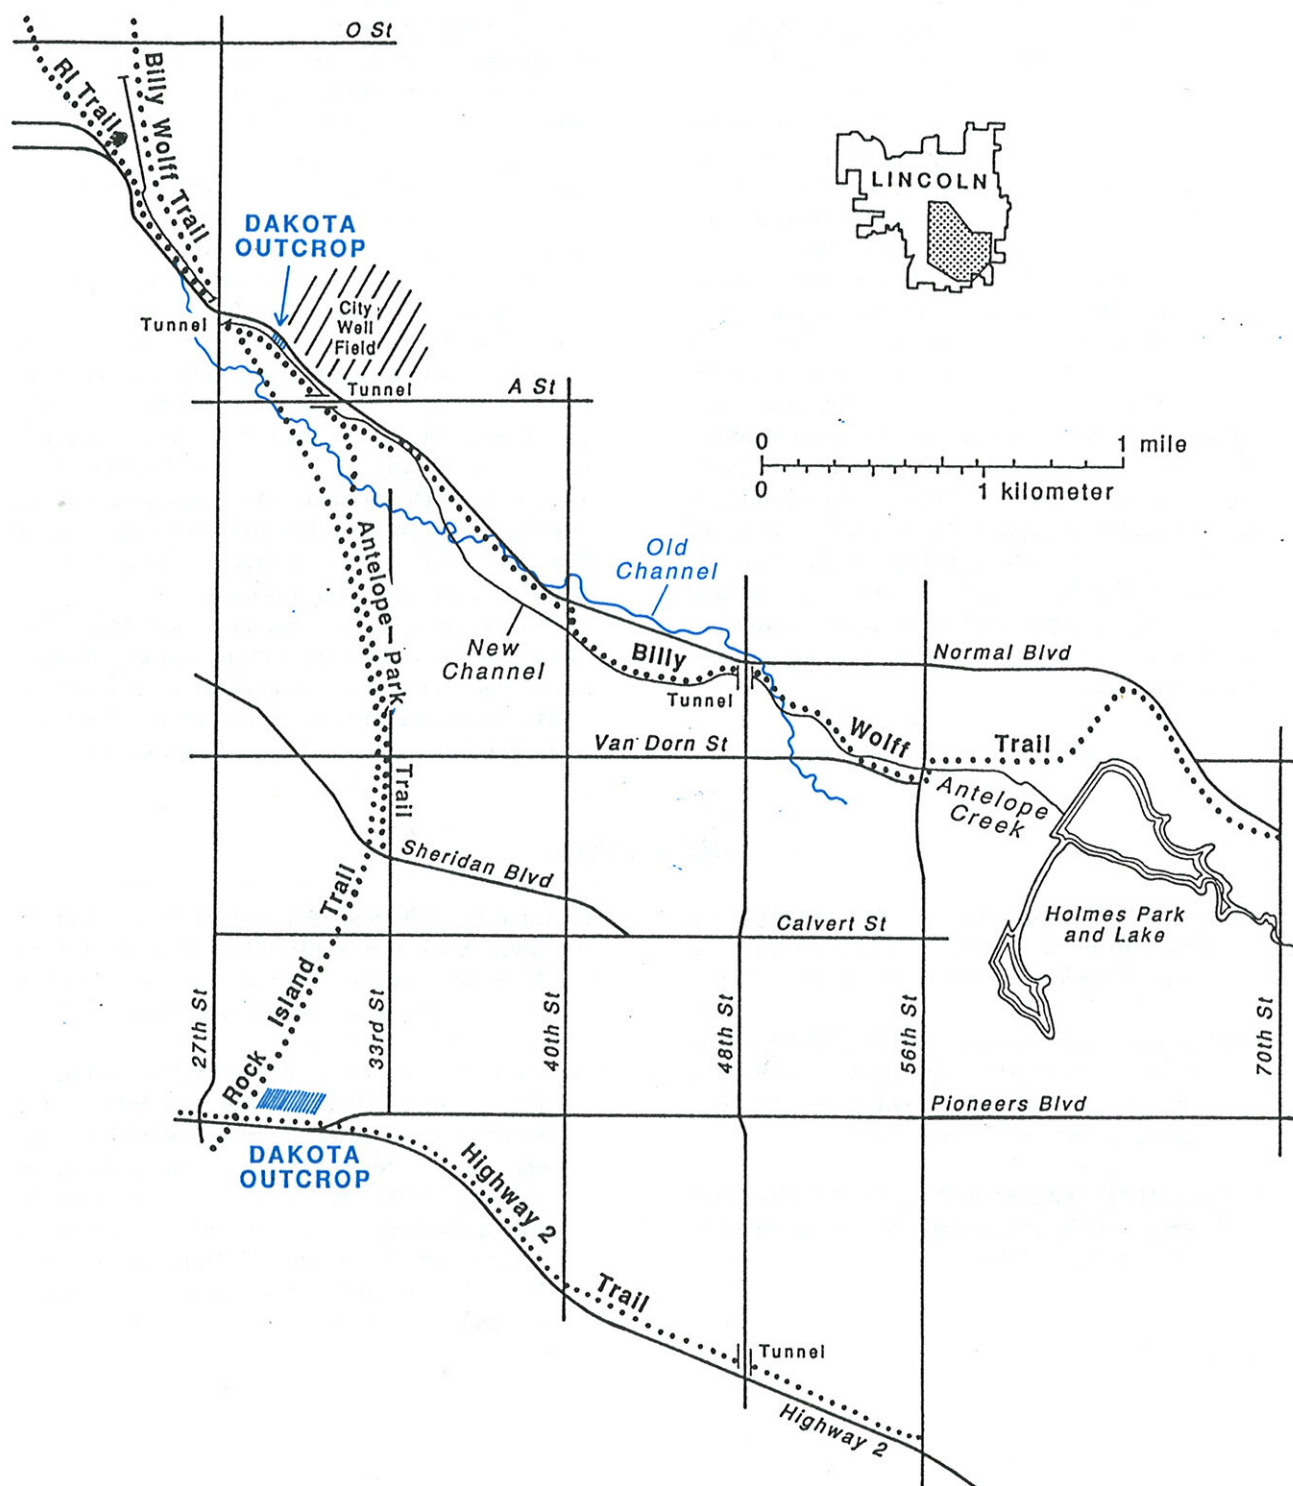 O St
RI Trail
Billy Wolff Trail
LINCOLN
DAKOTA
OUTCROP
City
Well
Field
Tunnel
Tunnel
A St
0 1 mile
0 1 kilometer
Old
Channel
Antelope Park Trail
New
Channel
Billy Wolff Trail
Normal Blvd
Tunnel
Van Dorn St
Antelope
Creek
Sheridan Blvd
Holmes Park
and Lake
Calvert St
Rock Island Trail
27th St
33rd St
40th St
48th St
56th St
70th St
Pioneers Blvd
DAKOTA
OUTCROP
Highway 2 Trail
Tunnel
Highway 2